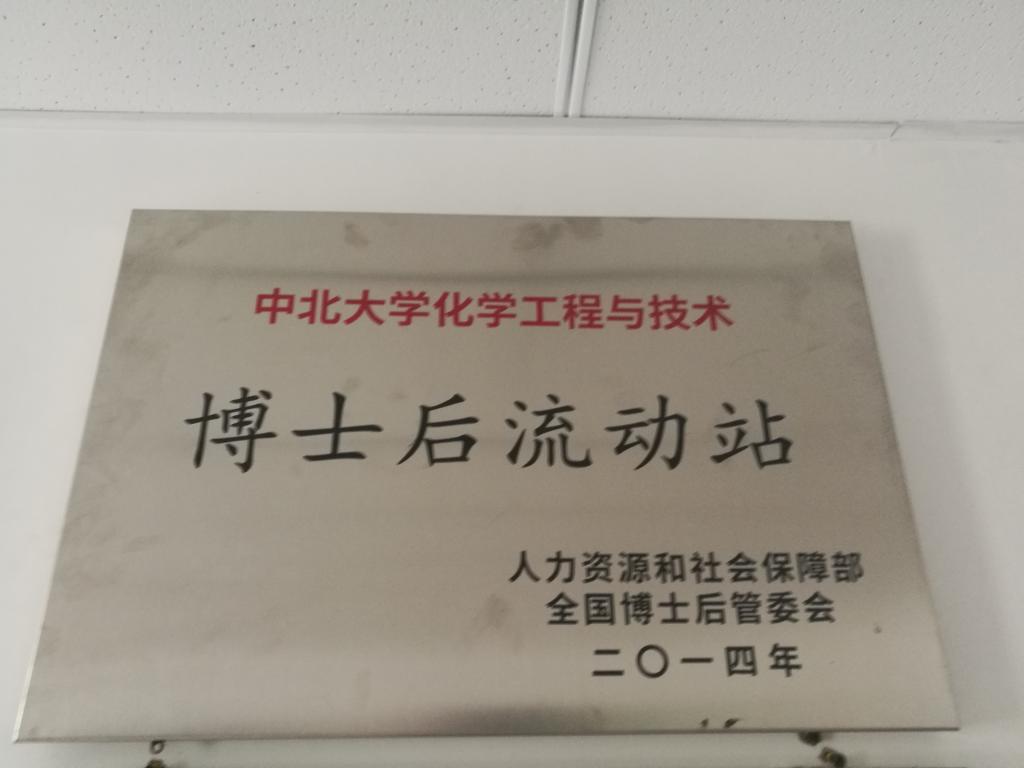 中北大学化学工程与技术
博士后流动站
人力资源和社会保障部
全国博士后管委会
二〇一四年